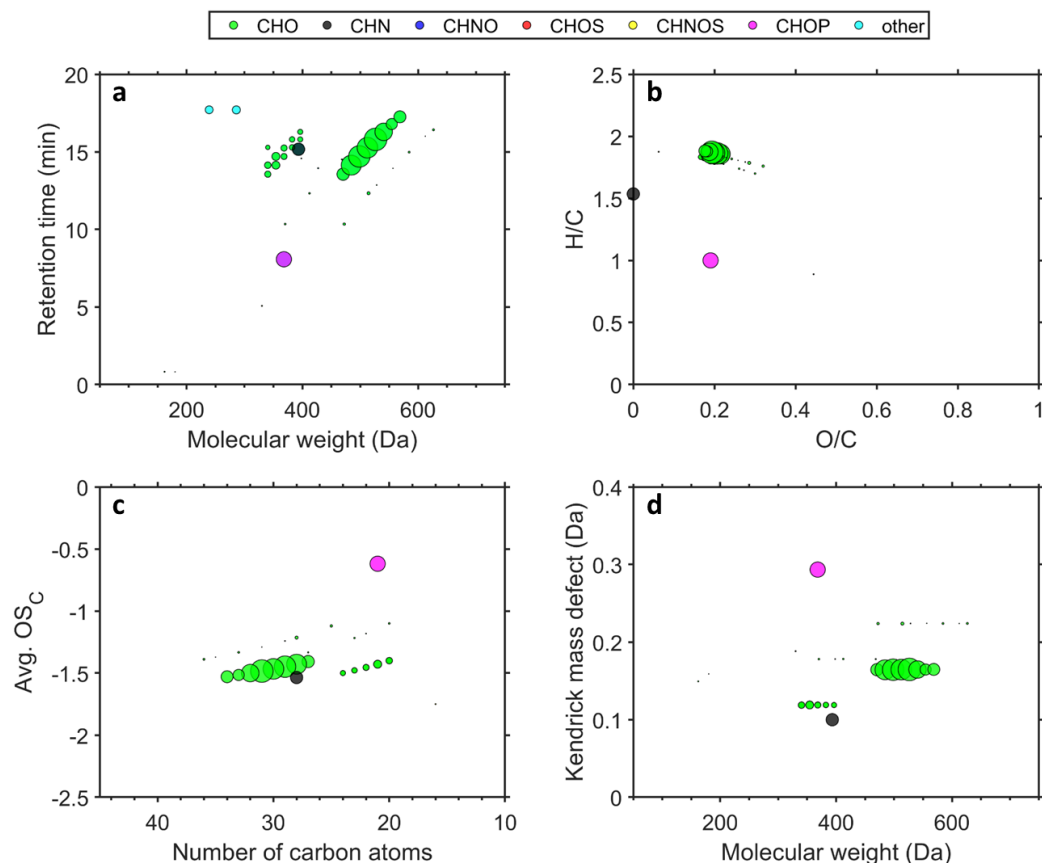 CHO CHN CHNO CHOS CHNOS CHOP other
a
20
15
10
5
0
Retention time (min)
200 400 600
Molecular weight (Da)
b
2.5
2
1.5
1
0.5
0
H/C
0 0.2 0.4 0.6 0.8 1
O/C
c
0
-0.5
-1
-1.5
-2
-2.5
Avg. OSC
40 30 20 10
Number of carbon atoms
d
0.4
0.3
0.2
0.1
0
Kendrick mass defect (Da)
200 400 600
Molecular weight (Da)